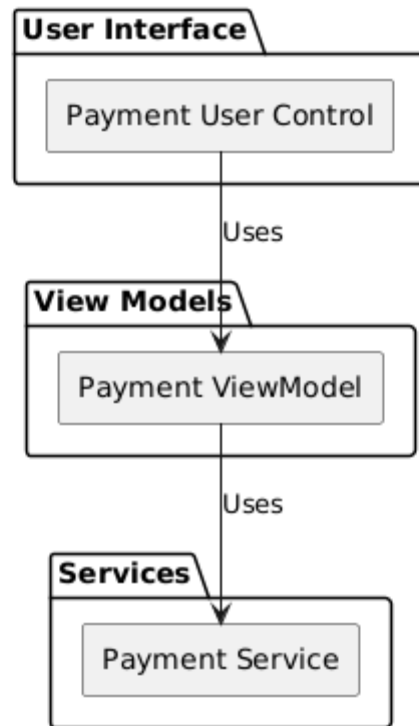 User Interface
Payment User Control
Uses
View Models
Payment ViewModel
Uses
Services
Payment Service